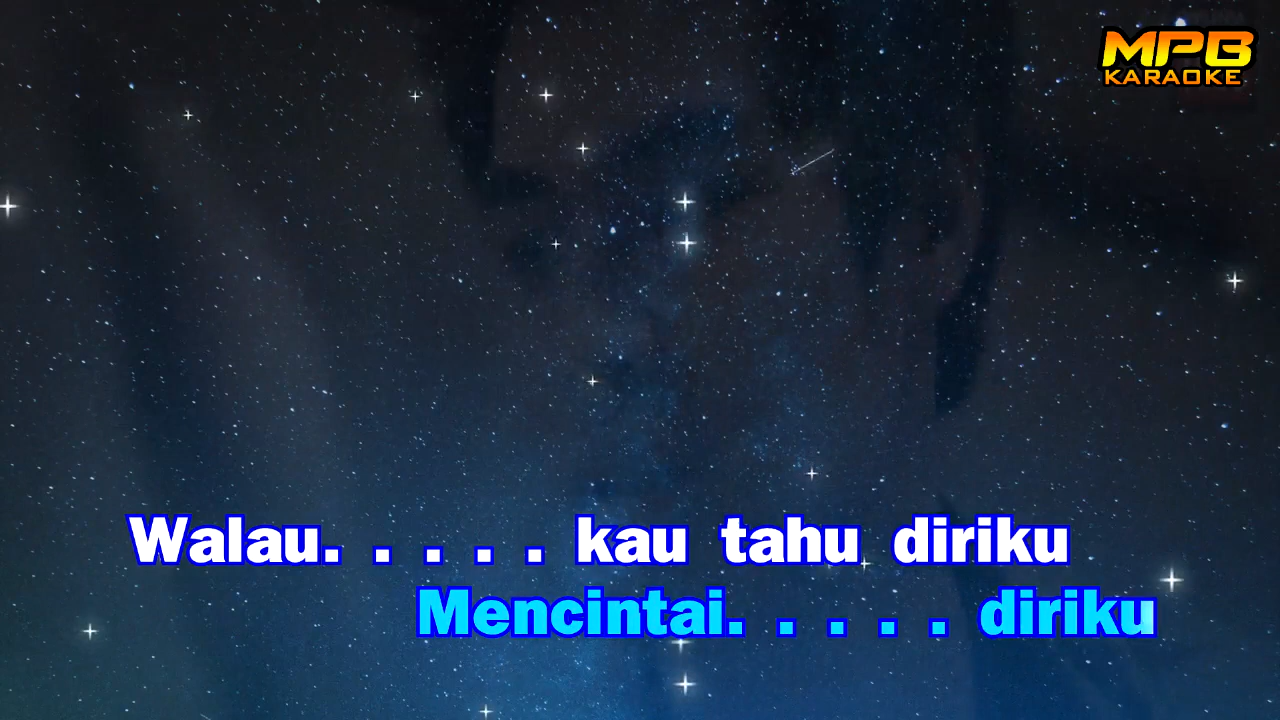 MPB
KARAOKE
Walau. . . . . kau tahu diriku
Mencintai. . . . . diriku